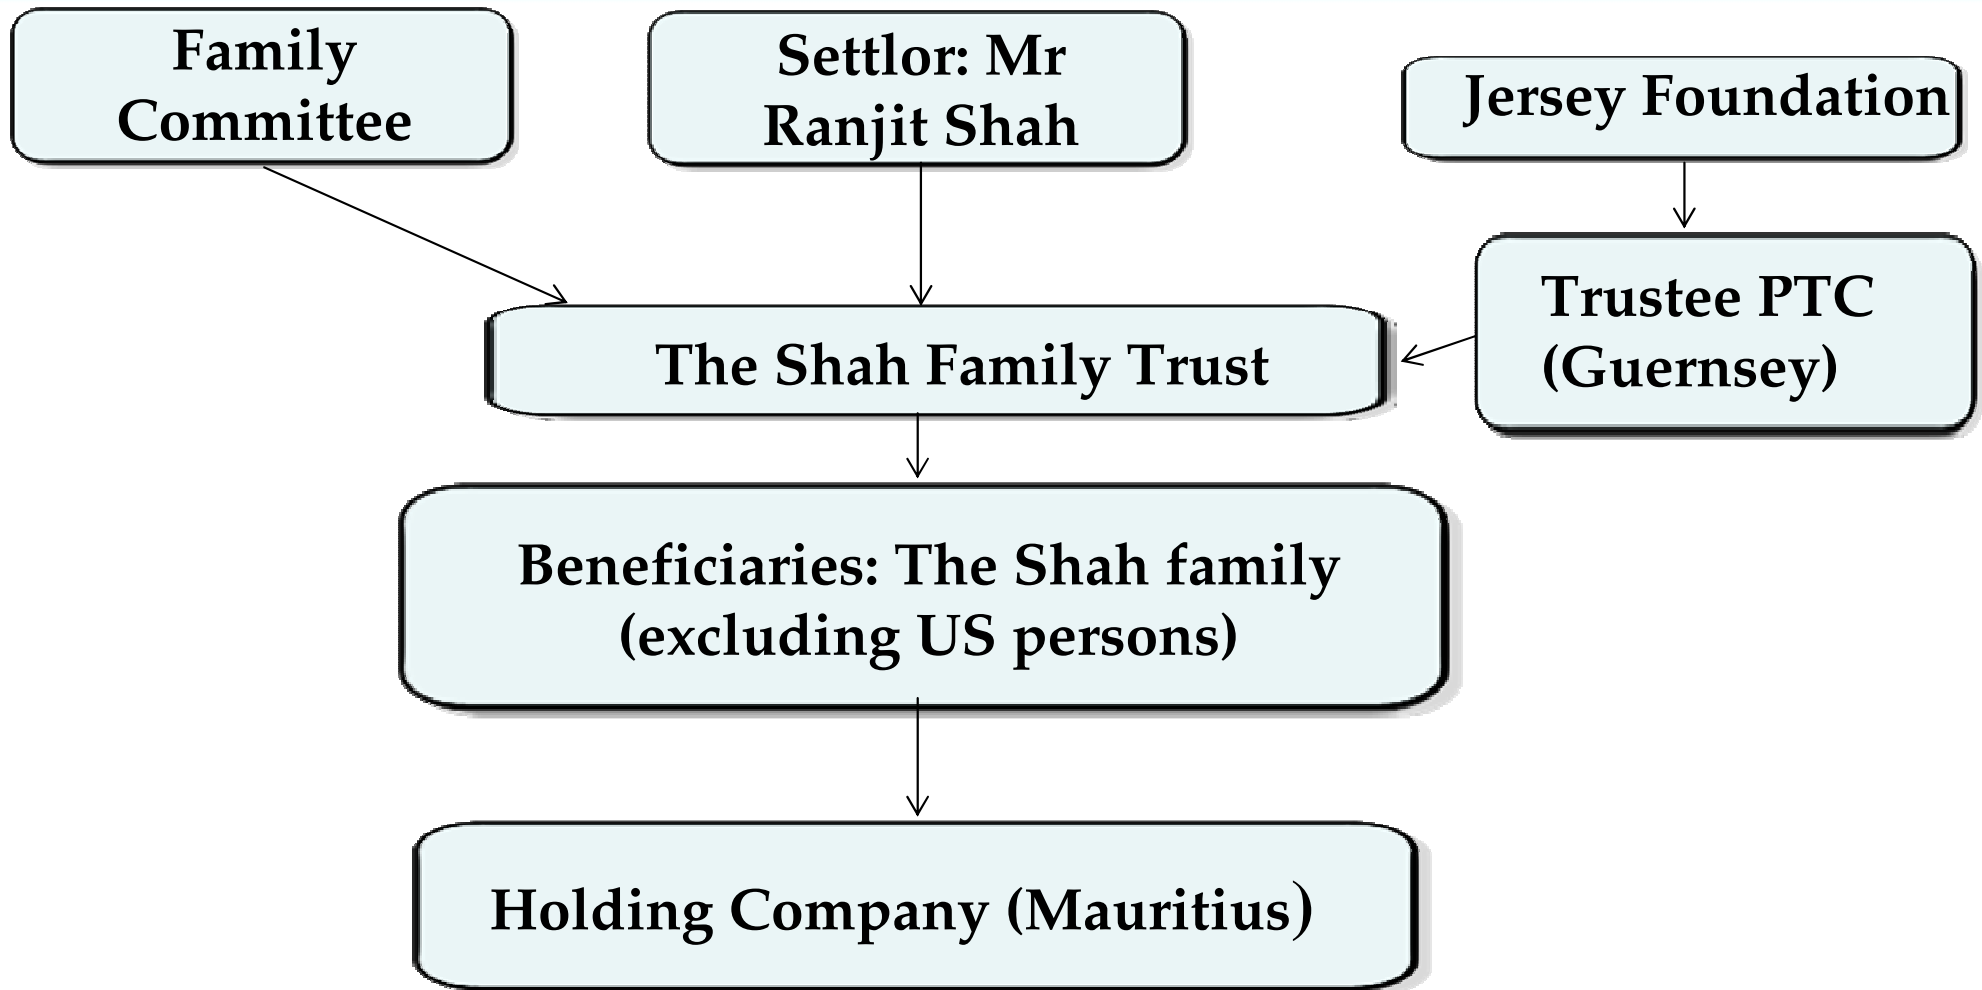 Family
Committee
Settlor: Mr
Ranjit Shah
Jersey Foundation
Trustee PTC
(Guernsey)
The Shah Family Trust
Beneficiaries: The Shah family
(excluding US persons)
Holding Company (Mauritius)